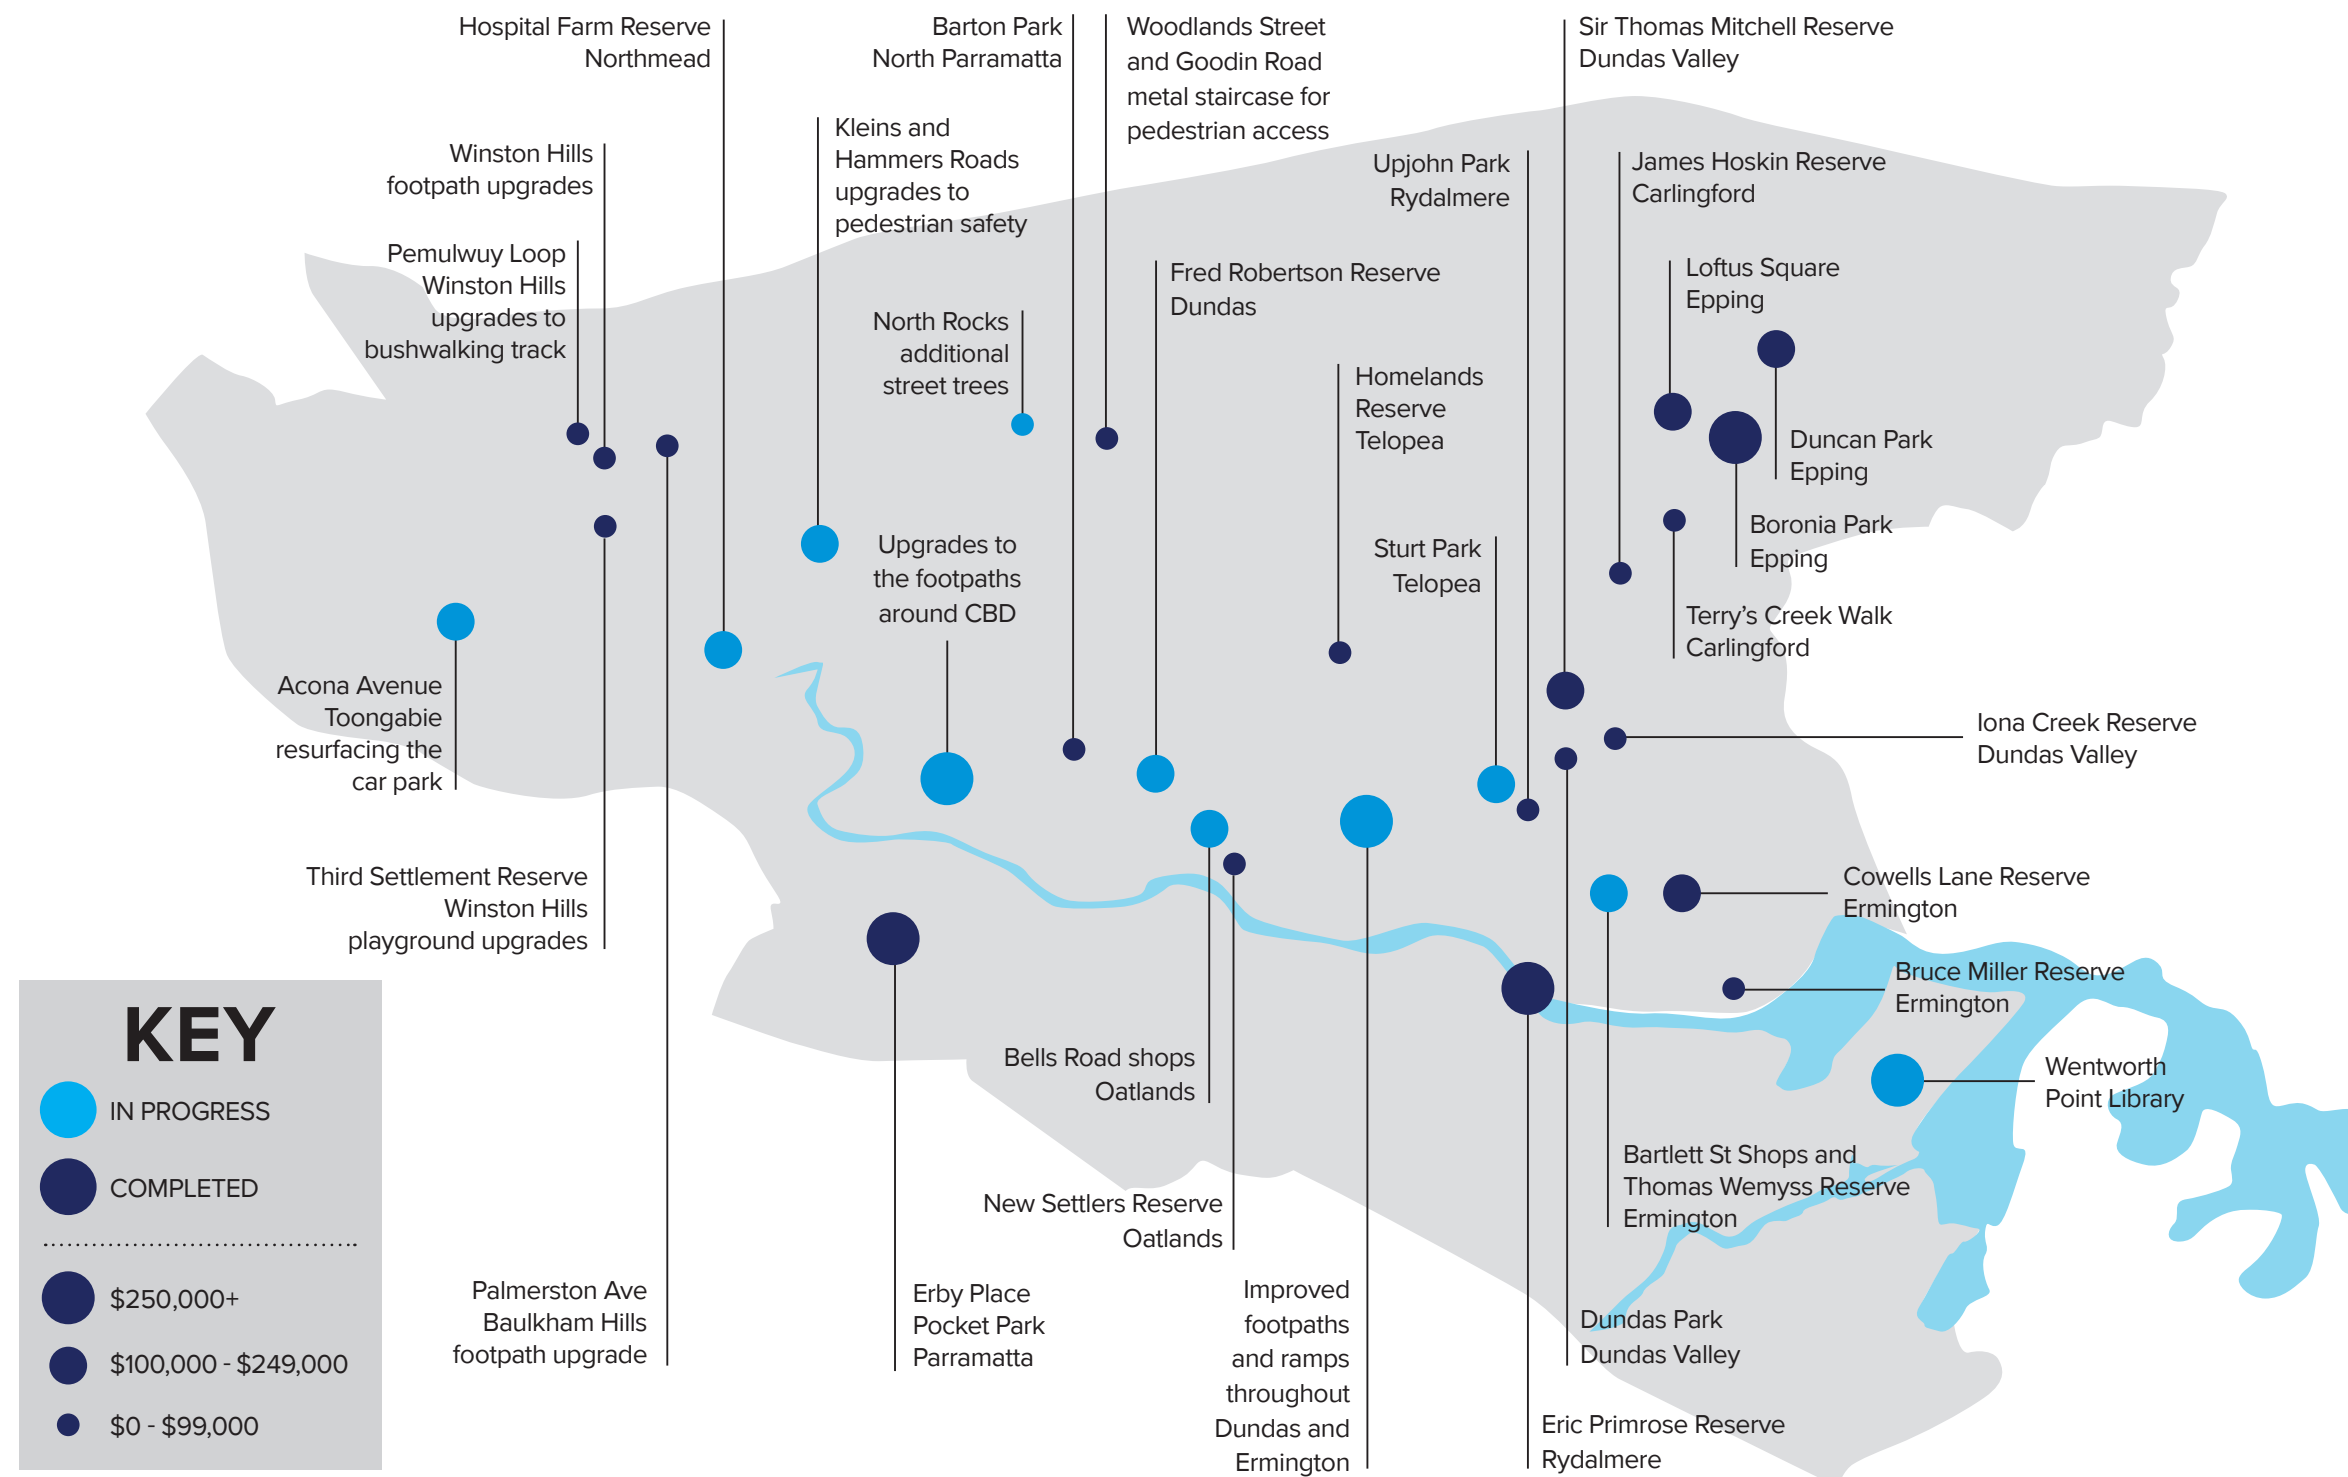 Hospital Farm Reserve
Northmead
Barton Park
North Parramatta
Woodlands Street
and Goodin Road
metal staircase for
pedestrian access
Sir Thomas Mitchell Reserve
Dundas Valley
Kleins and
Hammers Roads
upgrades to
pedestrian safety
Winston Hills
footpath upgrades
Upjohn Park
Rydalmere
James Hoskin Reserve
Carlingford
Pemulwuy Loop
Winston Hills
upgrades to
bushwalking track
Fred Robertson Reserve
Dundas
Loftus Square
Epping
North Rocks
additional
street trees
Homelands
Reserve
Telopea
Duncan Park
Epping
Boronia Park
Epping
Upgrades to
the footpaths
around CBD
Sturt Park
Telopea
Terry's Creek Walk
Carlingford
Acona Avenue
Toongabie
resurfacing the
car park
Iona Creek Reserve
Dundas Valley
Third Settlement Reserve
Winston Hills
playground upgrades
Cowells Lane Reserve
Ermington
Bruce Miller Reserve
Ermington
Bells Road shops
Oatlands
Wentworth
Point Library
Bartlett St Shops and
Thomas Wemyss Reserve
Ermington
New Settlers Reserve
Oatlands
Palmerston Ave
Baulkham Hills
footpath upgrade
Erby Place
Pocket Park
Parramatta
Improved
footpaths
and ramps
throughout
Dundas and
Ermington
Dundas Park
Dundas Valley
Eric Primrose Reserve
Rydalmere
KEY
IN PROGRESS
COMPLETED
$250,000+
$100,000 - $249,000
$0 - $99,000